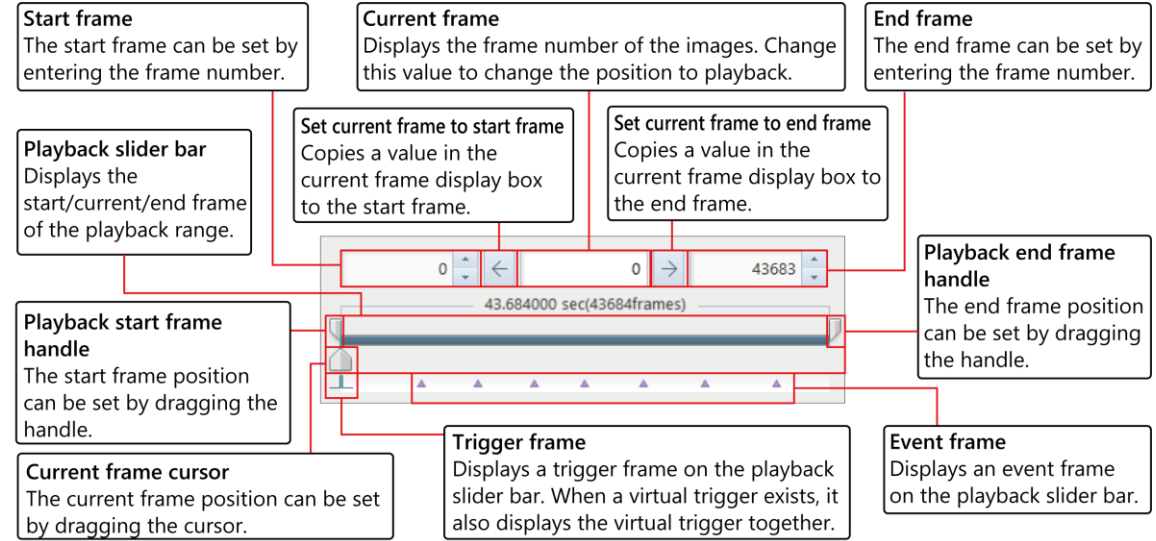 Start frame
The start frame can be set by
entering the frame number.
Current frame
Displays the frame number of the images. Change
this value to change the position to playback.
End frame
The end frame can be set by
entering the frame number.
Set current frame to start frame
Copies a value in the
current frame display box
to the start frame.
Set current frame to end frame
Copies a value in the
current frame display box to
the end frame.
Playback slider bar
Displays the
start/current/end frame
of the playback range.
0
←
0
→
43683
43.684000 sec(43684frames)
Playback end frame
handle
The end frame position
can be set by dragging
the handle.
Playback start frame
handle
The start frame position
can be set by dragging the
handle.
Current frame cursor
The current frame position can be set
by dragging the cursor.
Trigger frame
Displays a trigger frame on the playback
slider bar. When a virtual trigger exists, it
also displays the virtual trigger together.
Event frame
Displays an event frame
on the playback slider bar.